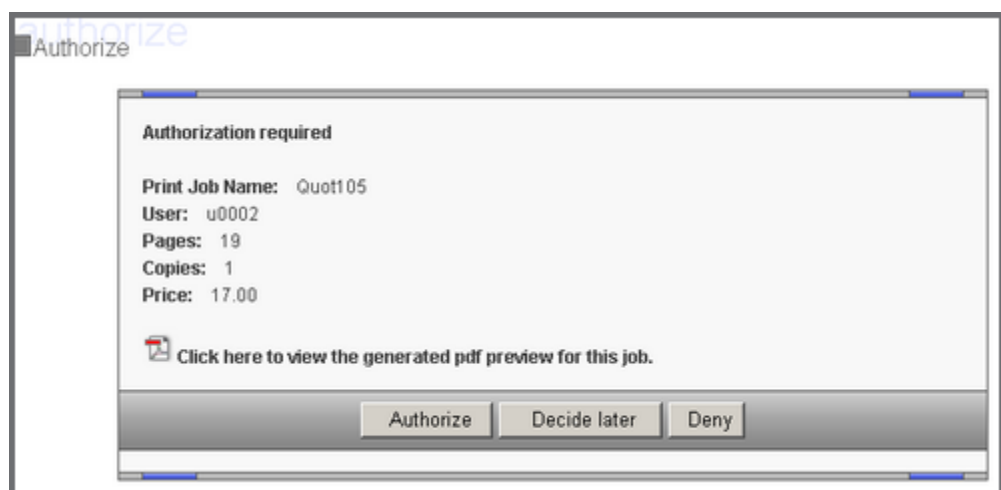 authorize
Authorize
Authorization required
Print Job Name: Quott105
User: u0002
Pages: 19
Copies: 1
Price: 17.00
Click here to view the generated pdf preview for this job.
Authorize Decide later Deny